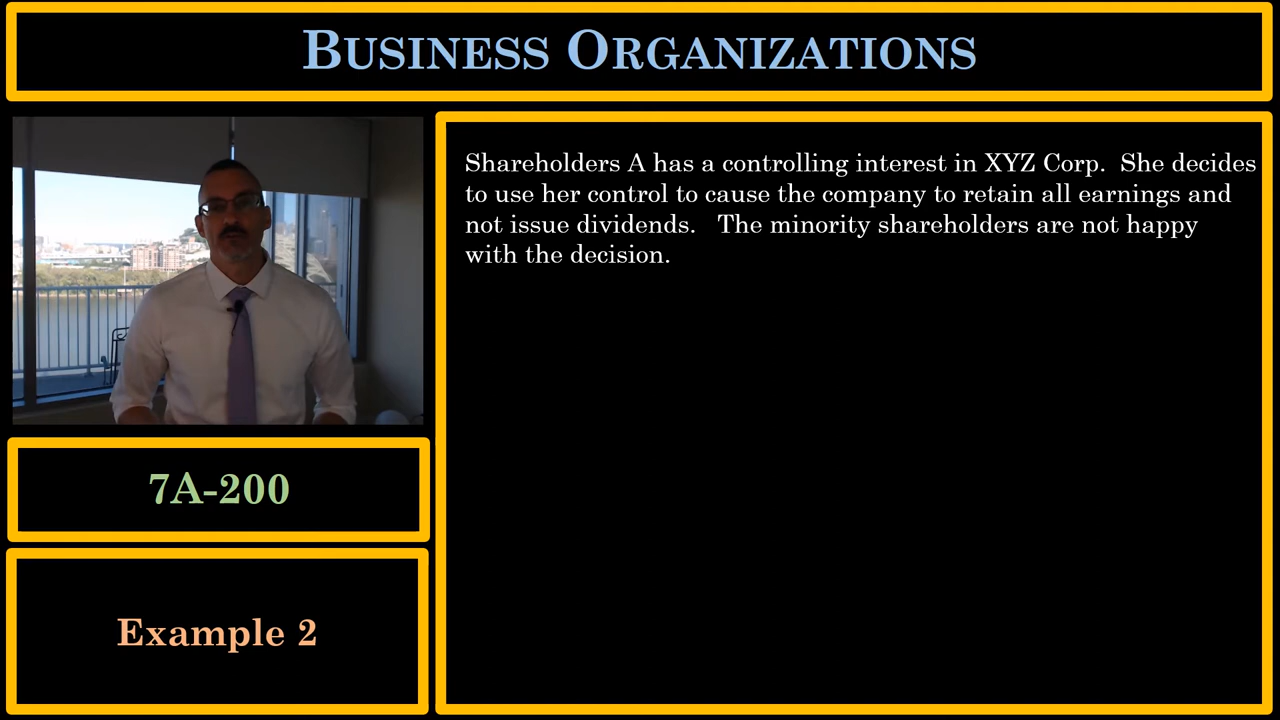 BUSINESS ORGANIZATIONS
Shareholders A has a controlling interest in XYZ Corp.  She decides
to use her control to cause the company to retain all earnings and
not issue dividends.   The minority shareholders are not happy
with the decision.
7A-200
Example 2